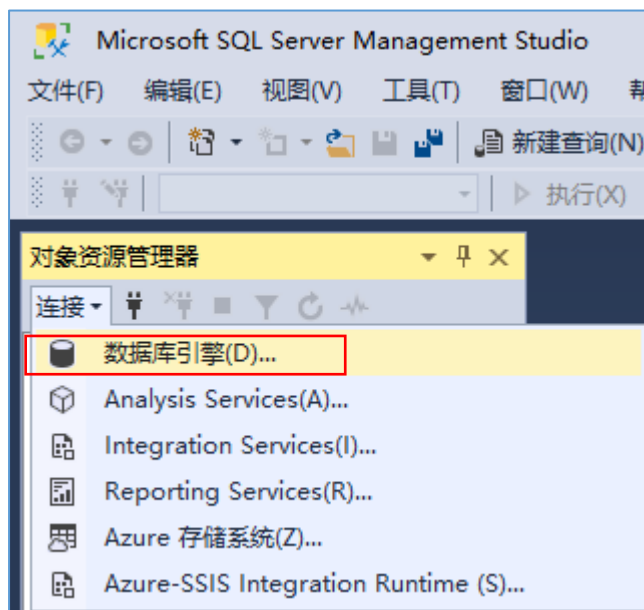 Microsoft SQL Server Management Studio
文件(F) 编辑(E) 视图(V) 工具(T) 窗口(W)
新建查询(N)
执行(X)
对象资源管理器
连接
数据库引擎(D)...
Analysis Services(A)...
Integration Services(I)...
Reporting Services(R)...
Azure 存储系统(Z)...
Azure-SSIS Integration Runtime (S)...